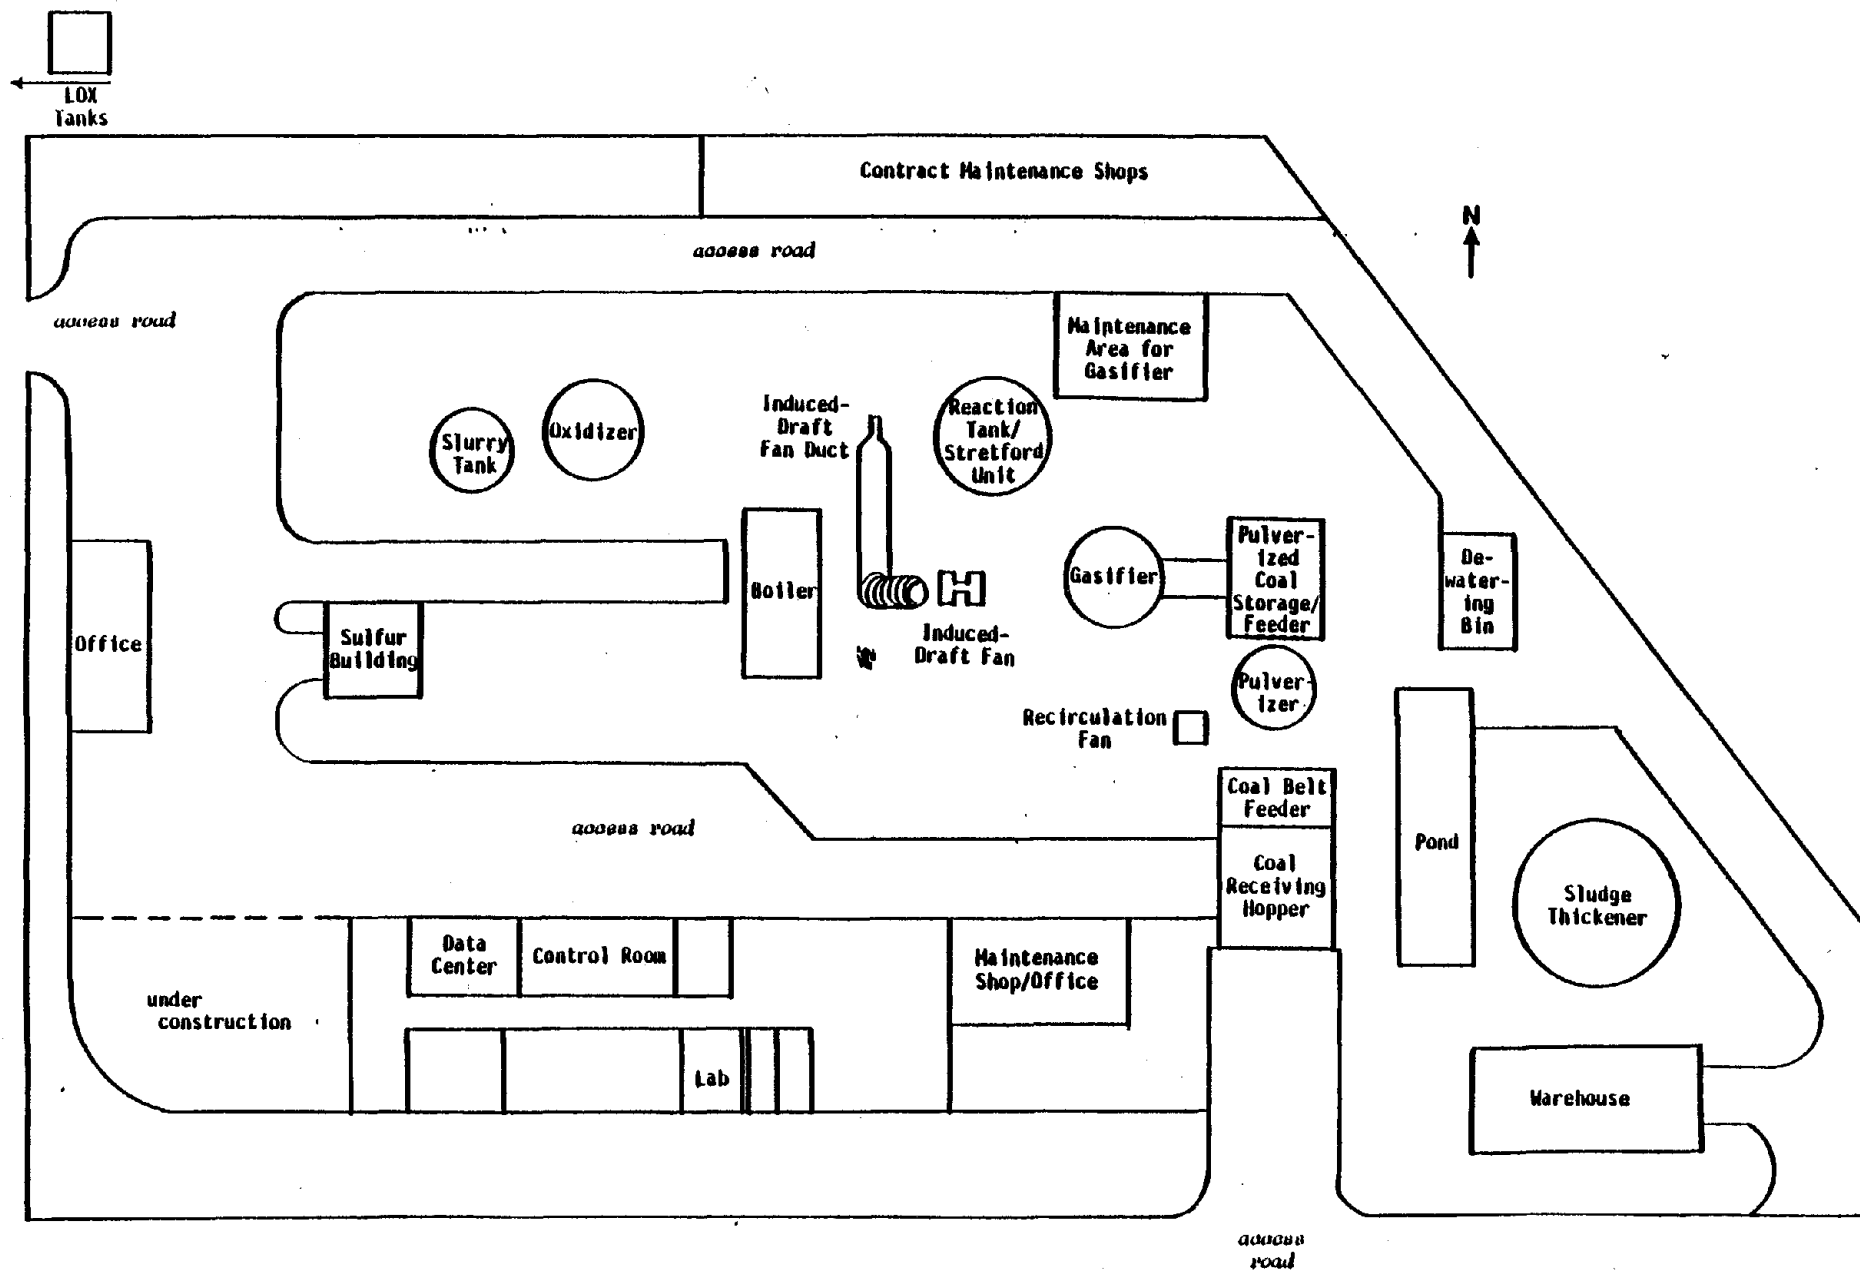 LOX
Tanks
Contract Maintenance Shops
N
access road
access road
Maintenance
Area for
Gasifier
Induced-
Draft
Fan Duct
Reaction
Tank/
Stretford
Unit
Slurry
Tank
Oxidizer
Boiler
Gasifier
Pulver-
ized
Coal
Storage/
Feeder
De-
water-
ing
Bin
Office
Sulfur
Building
Induced-
Draft Fan
Pulver-
izer
Recirculation
Fan
Coal Belt
Feeder
access road
Pond
Coal
Receiving
Hopper
Sludge
Thickener
Data
Center
Control Room
Maintenance
Shop/Office
under
construction
Lab
Warehouse
access
road